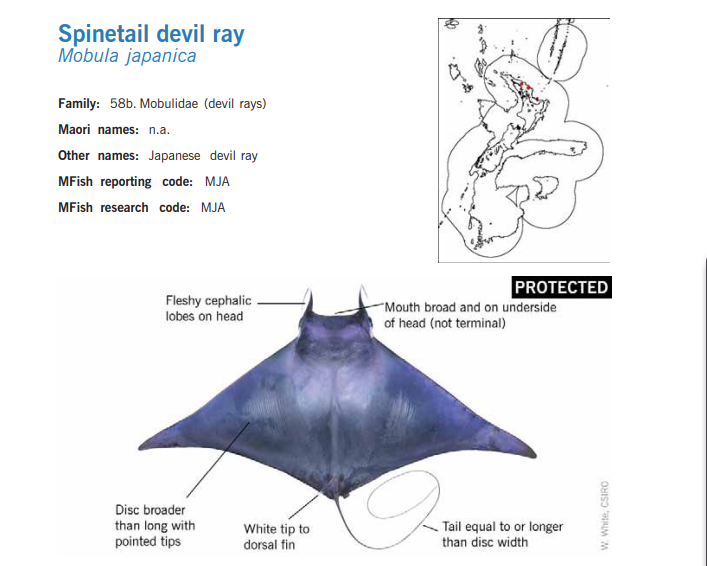 Spinetail devil ray
Mobula japanica
Family: 58b. Mobulidae (devil rays)
Maori names: n.a.
Other names: Japanese devil ray
MFish reporting code: MJA
MFish research code: MJA
PROTECTED
Fleshy cephalic
lobes on head
Mouth broad and on underside
of head (not terminal)
Disc broader
than long with
pointed tips
White tip to
dorsal fin
Tail equal to or longer
than disc width
W. White, CSIRO